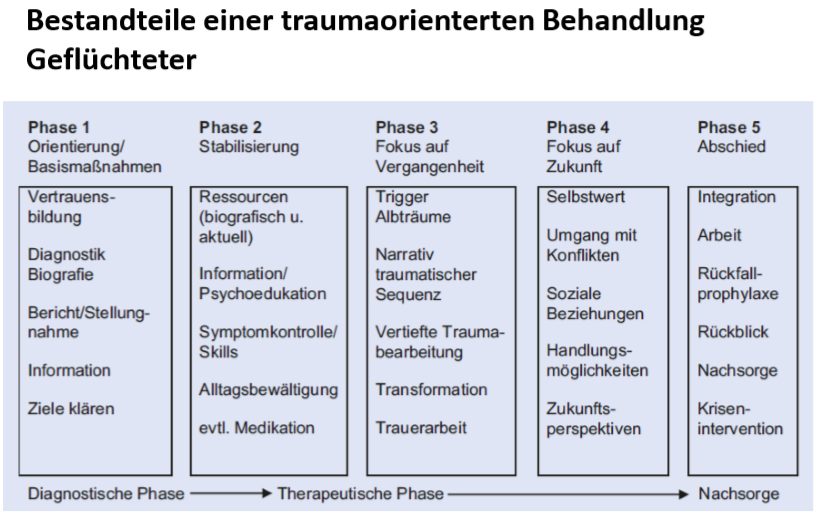 Bestandteile einer traumaorienterten Behandlung
Geflüchteter
Phase 1
Orientierung/
Basismaßnahmen
Vertrauens-
bildung
Diagnostik
Biografie
Bericht/Stellung-
nahme
Information
Ziele klären
Phase 2
Stabilisierung
Ressourcen
(biografisch u.
aktuell)
Information/
Psychoedukation
Symptomkontrolle/
Skills
Alltagsbewältigung
evtl. Medikation
Phase 3
Fokus auf
Vergangenheit
Trigger
Albträume
Narrativ
traumatischer
Sequenz
Vertiefte Trauma-
bearbeitung
Transformation
Trauerarbeit
Phase 4
Fokus auf
Zukunft
Selbstwert
Umgang mit
Konflikten
Soziale
Beziehungen
Handlungs-
möglichkeiten
Zukunfts-
perspektiven
Phase 5
Abschied
Integration
Arbeit
Rückfall-
prophylaxe
Rückblick
Nachsorge
Krisen-
intervention
Diagnostische Phase
Therapeutische Phase
Nachsorge